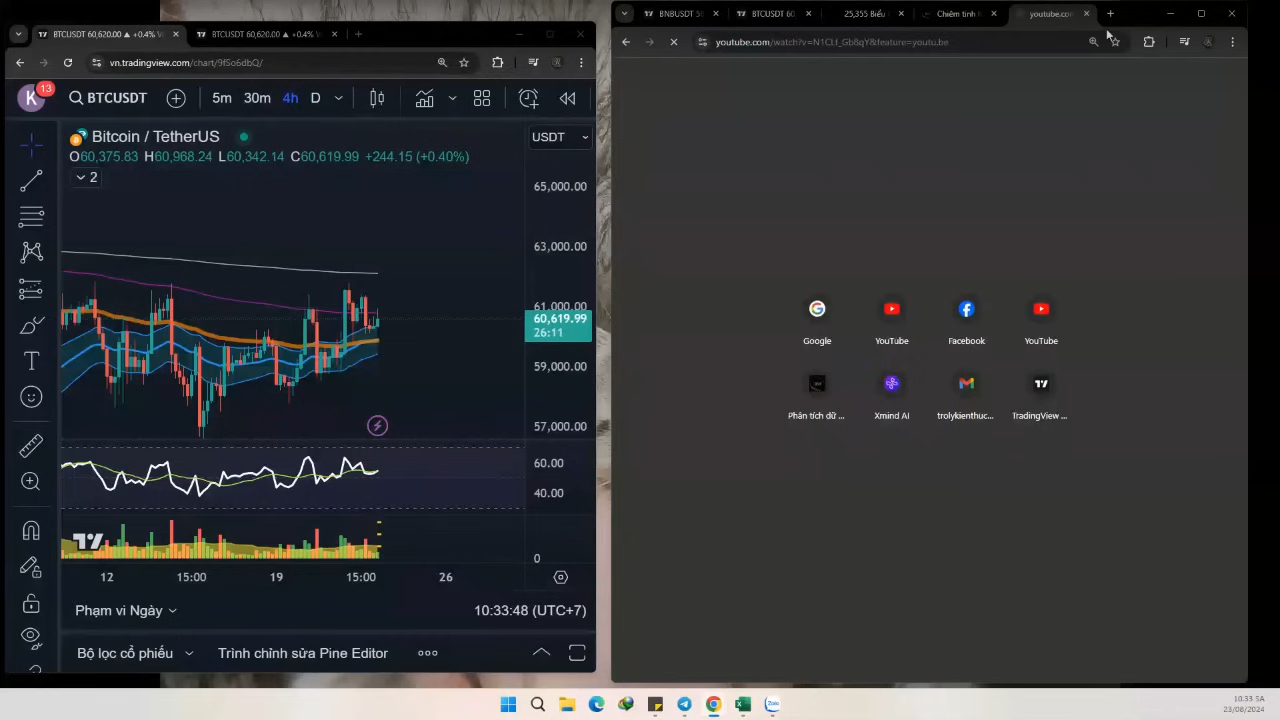 BTCUSDT 60,620.00 ▲ +0.4%
BTCUSDT 60,620.00 ▲ +0.4%
vn.tradingview.com/chart/9fSo6dbQ/
K
13
BTCUSDT
5m 30m 4h D
Bitcoin / TetherUS
USDT
O60,375.83 H60,968.24 L60,342.14 C60,619.99 +244.15 (+0.40%)
2
65,000.00
63,000.00
61,000.00
60,619.99
26:11
59,000.00
57,000.00
60.00
40.00
0
12 15:00 19 15:00 26
Phạm vi Ngày
10:33:48 (UTC+7)
Bộ lọc cổ phiếu
Trình chỉnh sửa Pine Editor
BNBUSDT
BTCUSDT 60,
25,355 Biểu
Chiêm tinh
youtube.com
youtube.com/watch?v=N1CLf_Gb8qY&feature=youtu.be
Google
YouTube
Facebook
YouTube
Phân tích dữ ...
Xmind AI
trolykienthuc...
TradingView ...
Zalo
10:33 SA
23/08/2024